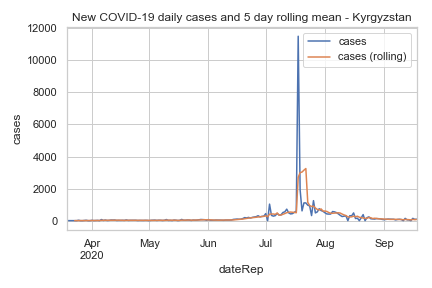 New COVID-19 daily cases and 5 day rolling mean - Kyrgyzstan
12000
cases
cases (rolling)
10000
8000
6000
4000
2000
0
cases
Apr May Jun Jul Aug Sep
2020
dateRep